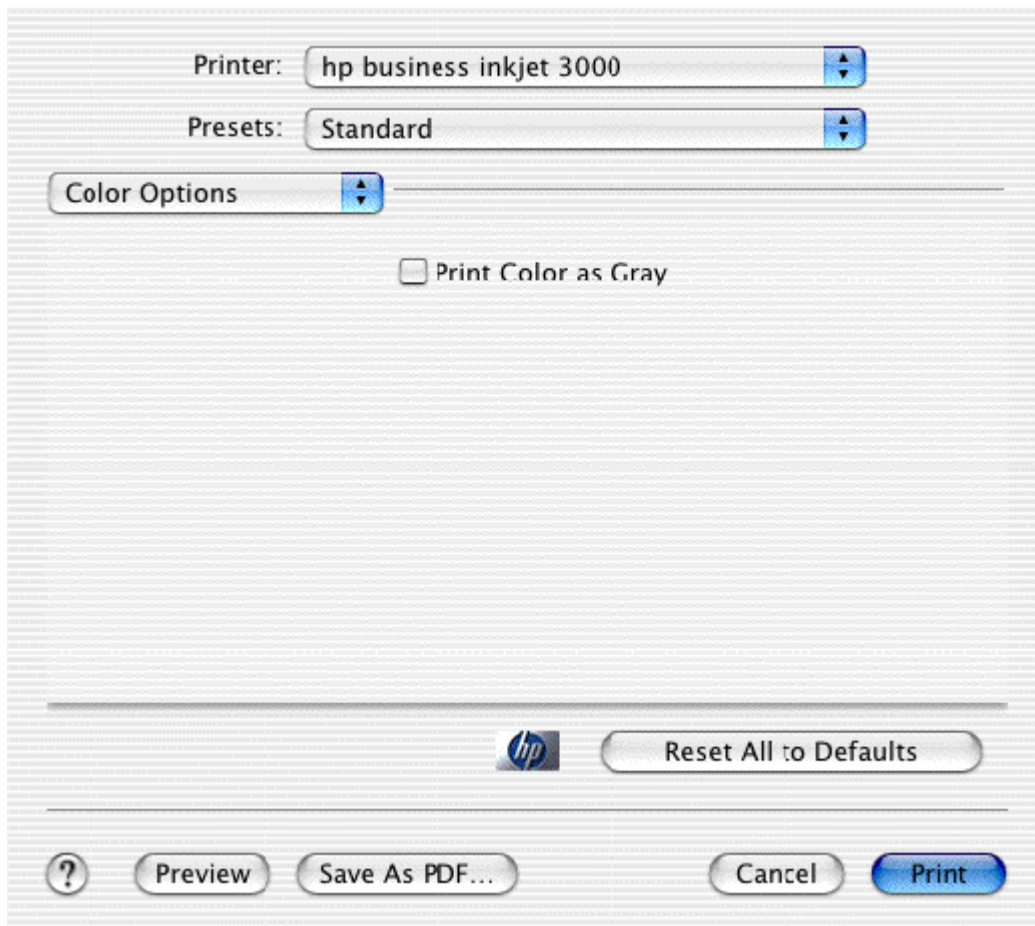 Printer: hp business inkjet 3000
Presets: Standard
Color Options
Print Color as Gray
hp Reset All to Defaults
? Preview Save As PDF... Cancel Print